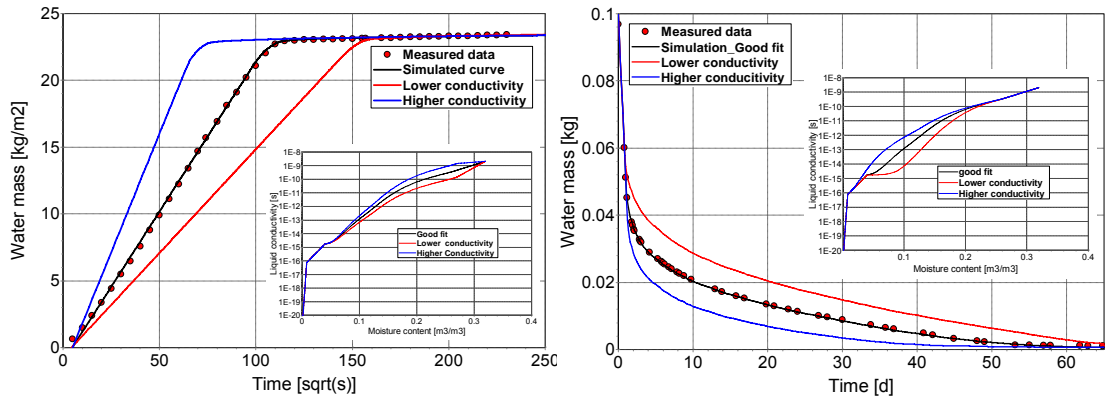 25
20
15
10
5
0
Water mass [kg/m2]
Measured data
Simulated curve
Lower conductivity
Higher conductivity
1E-8
1E-9
1E-10
1E-11
1E-12
1E-13
1E-14
1E-15
1E-16
1E-17
1E-18
1E-19
1E-20
Liquid conductivity [s]
Good fit
Lower conductivity
Higher Conductivity
0 0.1 0.2 0.3 0.4
Moisture content [m3/m3]
0 50 100 150 200 250
Time [sqrt(s)]
0.1
0.08
0.06
0.04
0.02
0
Water mass [kg]
Measured data
Simulation_Good fit
Lower conductivity
Higher conducitivity
1E-8
1E-9
1E-10
1E-11
1E-12
1E-13
1E-14
1E-15
1E-16
1E-17
1E-18
1E-19
1E-20
Liquid conductivity [s]
good fit
Lower conductivity
Higher conductivity
0 0.1 0.2 0.3 0.4
Moisture content [m3/m3]
0 10 20 30 40 50 60
Time [d]